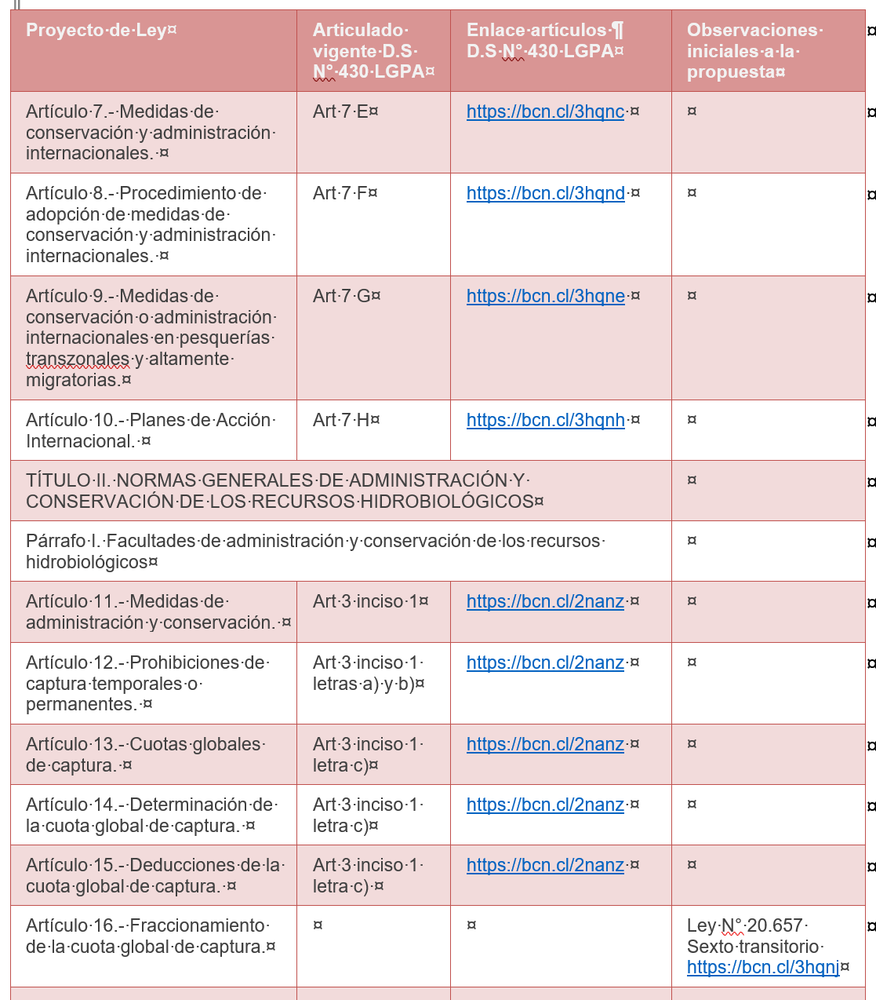 Proyecto de Ley
Articulado
vigente D.S
N° 430 LGPA
Enlace artículos ¶
D.S N° 430 LGPA
Observaciones
iniciales a la
propuesta
Artículo 7.- Medidas de
conservación y administración
internacionales.
Art 7 E
https://bcn.cl/3hqnc
Artículo 8.- Procedimiento de
adopción de medidas de
conservación y administración
internacionales.
Art 7 F
https://bcn.cl/3hqnd
Artículo 9.- Medidas de
conservación o administración
internacionales en pesquerías
transzonales y altamente
migratorias.
Art 7 G
https://bcn.cl/3hqne
Artículo 10.- Planes de Acción
Internacional.
Art 7 H
https://bcn.cl/3hqnh
TÍTULO II. NORMAS GENERALES DE ADMINISTRACIÓN Y
CONSERVACIÓN DE LOS RECURSOS HIDROBIOLÓGICOS
Párrafo I. Facultades de administración y conservación de los recursos
hidrobiológicos
Artículo 11.- Medidas de
administración y conservación.
Art 3 inciso 1
https://bcn.cl/2nanz
Artículo 12.- Prohibiciones de
captura temporales o
permanentes.
Art 3 inciso 1
letras a) y b)
https://bcn.cl/2nanz
Artículo 13.- Cuotas globales
de captura.
Art 3 inciso 1
letra c)
https://bcn.cl/2nanz
Artículo 14.- Determinación de
la cuota global de captura.
Art 3 inciso 1
letra c)
https://bcn.cl/2nanz
Artículo 15.- Deducciones de la
cuota global de captura.
Art 3 inciso 1
letra c)
https://bcn.cl/2nanz
Artículo 16.- Fraccionamiento
de la cuota global de captura.
Ley N° 20.657
Sexto transitorio
https://bcn.cl/3hqnj